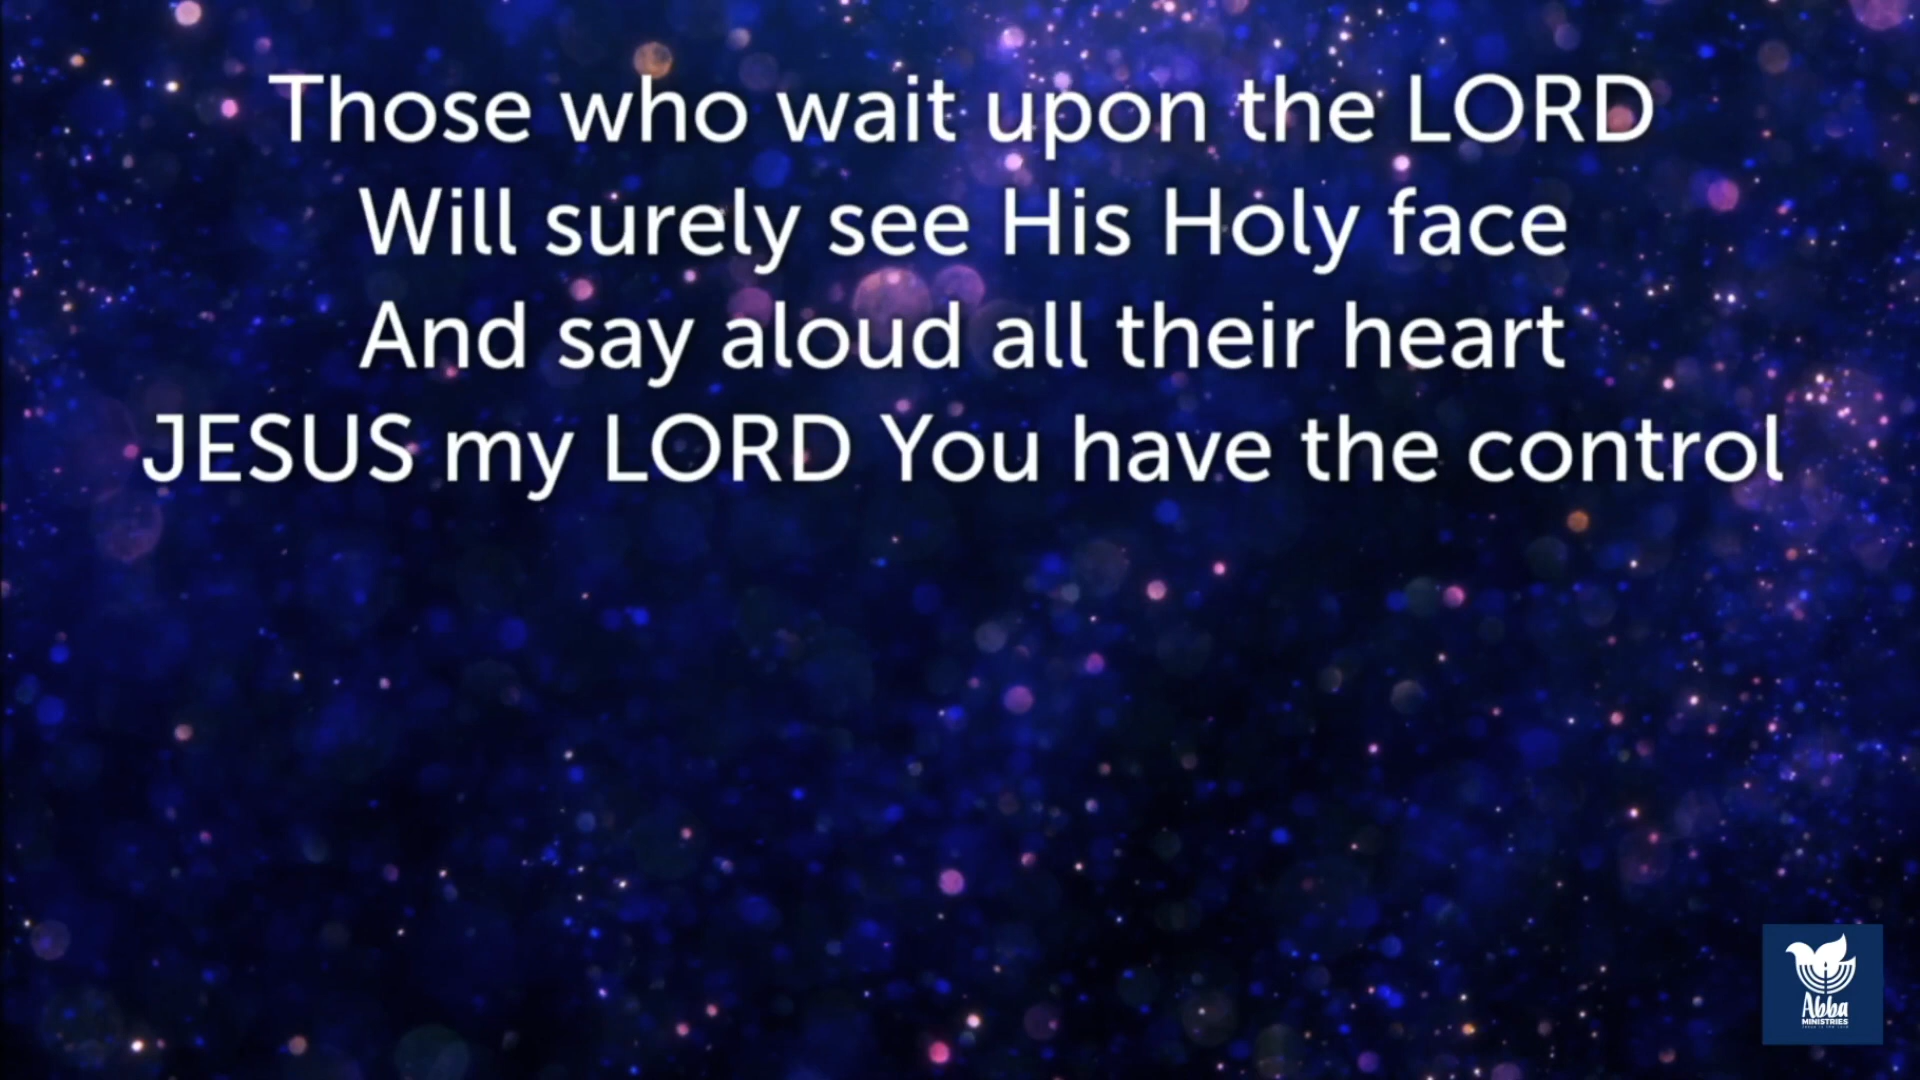 Those who wait upon the LORD
Will surely see His Holy face
And say aloud all their heart
JESUS my LORD You have the control
Abba
MINISTRIES